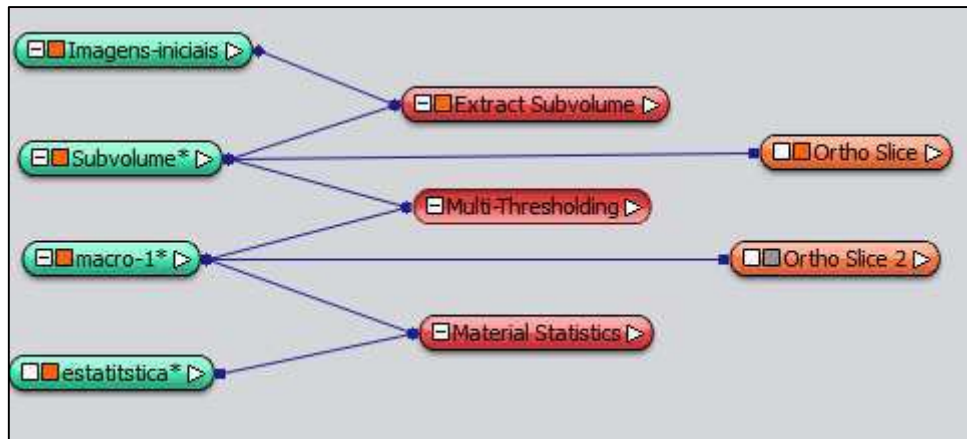 Imagens-iniciais
Extract Subvolume
Subvolume*
Ortho Slice
Multi-Thresholding
macro-1*
Ortho Slice 2
Material Statistics
estatitstica*